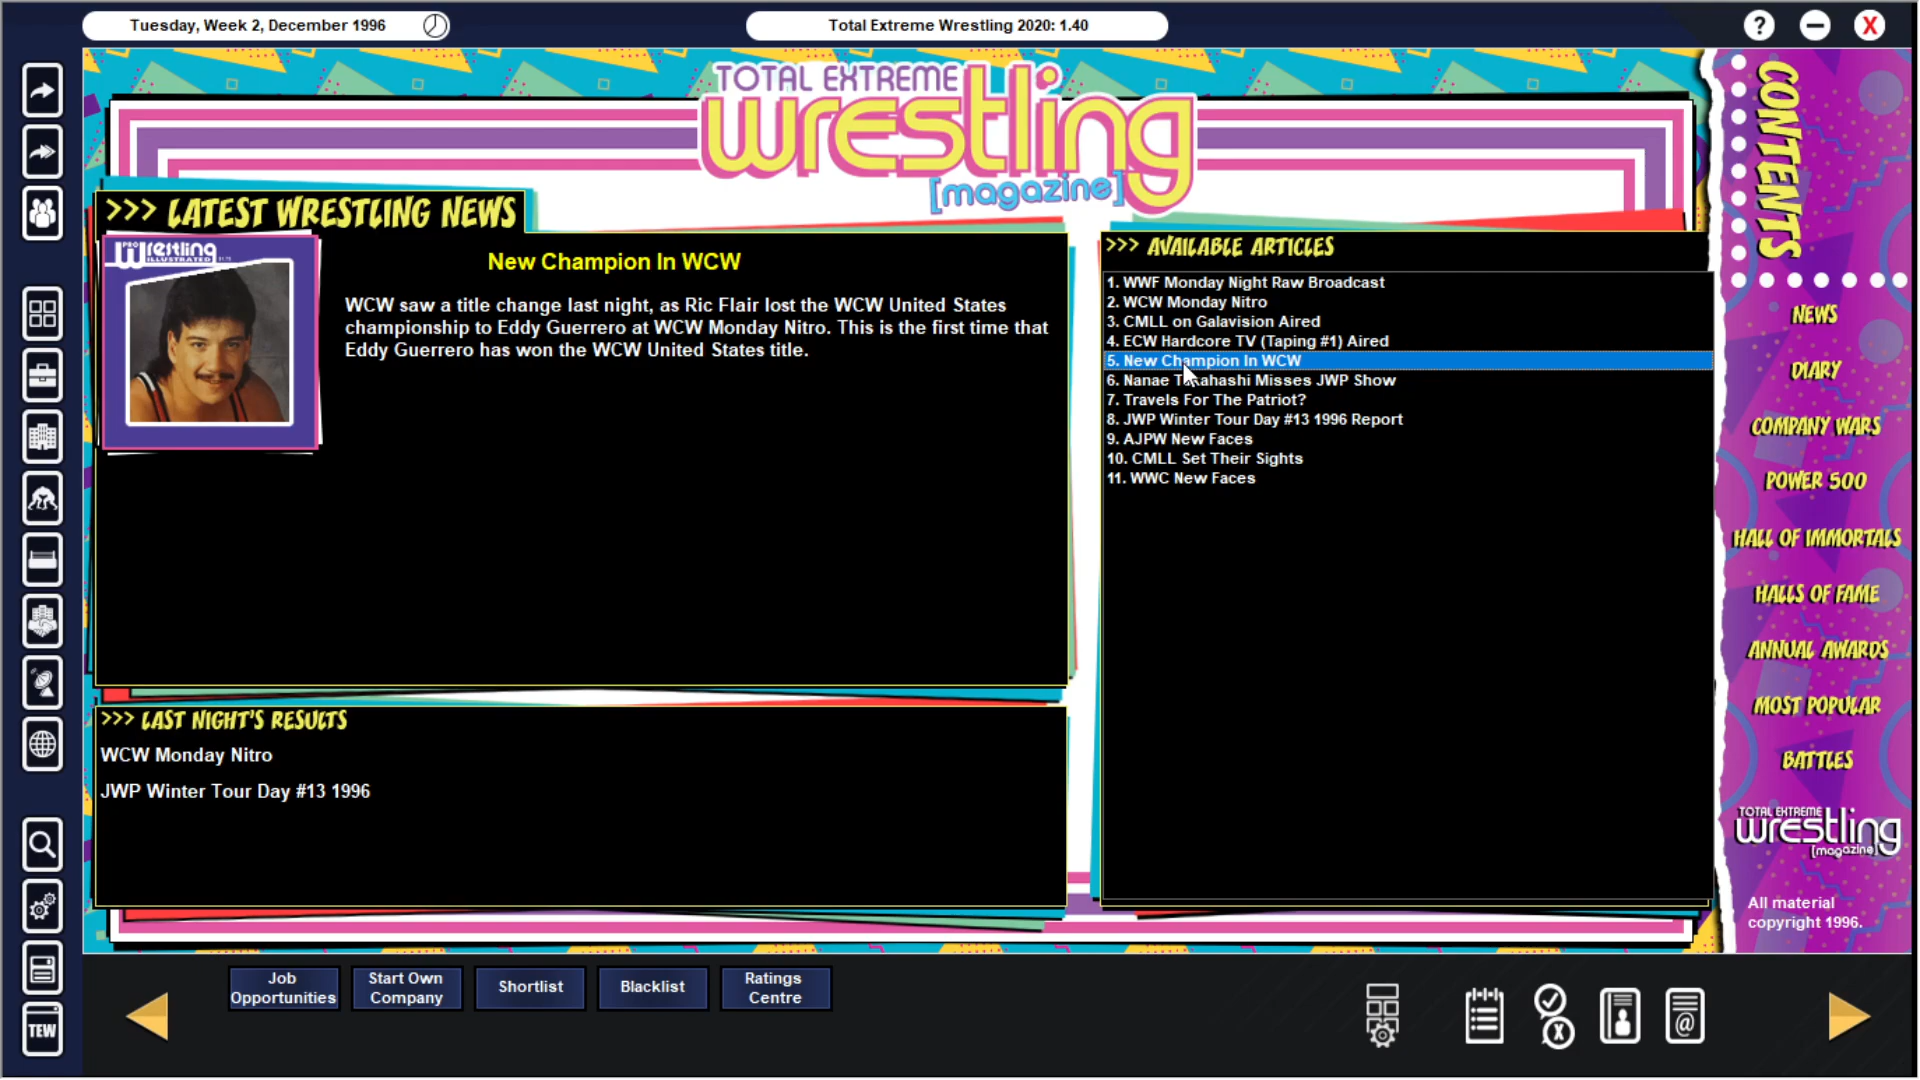 Tuesday, Week 2, December 1996
Total Extreme Wrestling 2020: 1.40
?
X
TOTAL EXTREME
wrestling
[magazine]
>>> LATEST WRESTLING NEWS
PRO
WRESTLING
ILLUSTRATED
New Champion In WCW
WCW saw a title change last night, as Ric Flair lost the WCW United States
championship to Eddy Guerrero at WCW Monday Nitro. This is the first time that
Eddy Guerrero has won the WCW United States title.
>>> LAST NIGHT'S RESULTS
WCW Monday Nitro
JWP Winter Tour Day #13 1996
>>> AVAILABLE ARTICLES
1. WWF Monday Night Raw Broadcast
2. WCW Monday Nitro
3. CMLL on Galavision Aired
4. ECW Hardcore TV (Taping #1) Aired
5. New Champion In WCW
6. Nanae Takahashi Misses JWP Show
7. Travels For The Patriot?
8. JWP Winter Tour Day #13 1996 Report
9. AJPW New Faces
10. CMLL Set Their Sights
11. WWC New Faces
CONTENTS
NEWS
DIARY
COMPANY WARS
POWER 500
HALL OF IMMORTALS
HALLS OF FAME
ANNUAL AWARDS
MOST POPULAR
BATTLES
TOTAL EXTREME
wrestling
[magazine]
All material
copyright 1996.
TEW
Job
Opportunities
Start Own
Company
Shortlist
Blacklist
Ratings
Centre
@